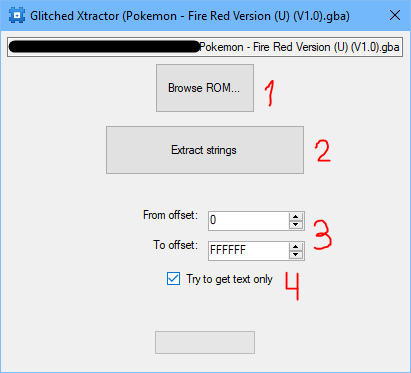 Glitched Xtractor (Pokemon - Fire Red Version (U) (V1.0).gba)
Pokemon - Fire Red Version (U) (V1.0).gba
Browse ROM... 1
Extract strings 2
From offset: 0
3
To offset: FFFFFF
Try to get text only 4